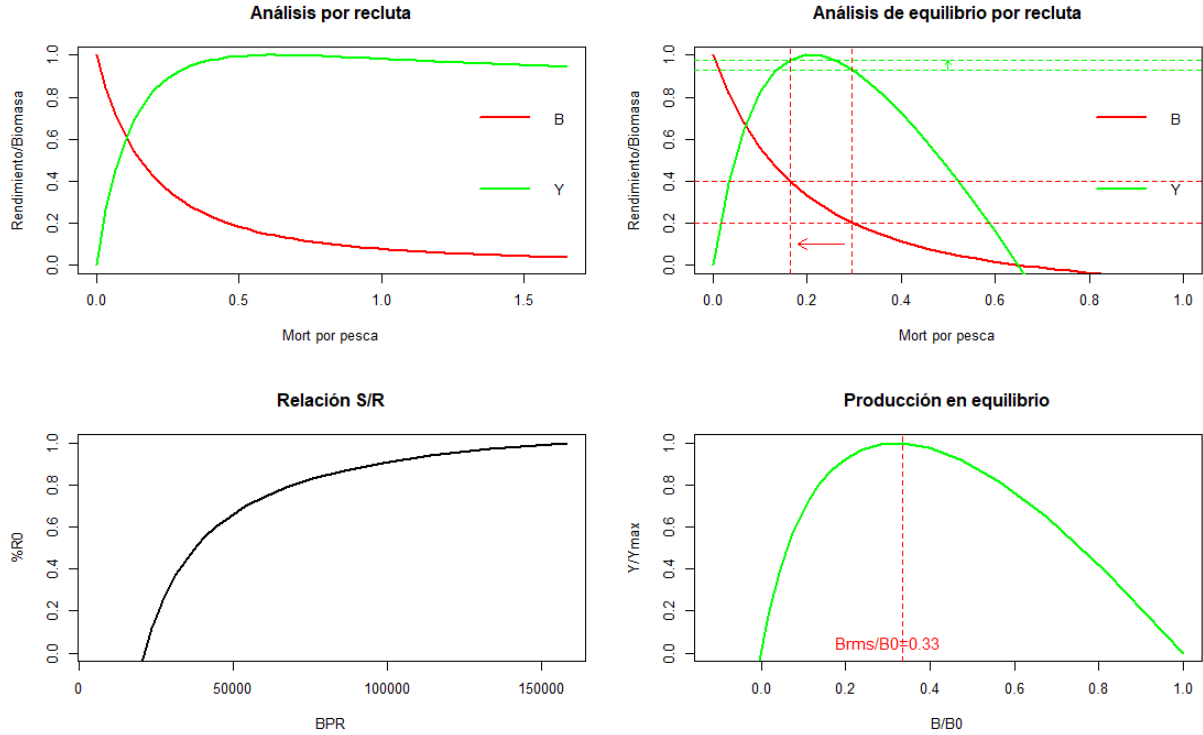 Análisis por recluta
Rendimiento/Biomasa
1.0
0.8
0.6
0.4
0.2
0.0
B
Y
0.0 0.5 1.0 1.5
Mort por pesca
Análisis de equilibrio por recluta
Rendimiento/Biomasa
1.0
0.8
0.6
0.4
0.2
0.0
B
Y
0.0 0.2 0.4 0.6 0.8 1.0
Mort por pesca
Relación S/R
%R0
1.0
0.8
0.6
0.4
0.2
0.0
0 50000 100000 150000
BPR
Producción en equilibrio
Y/Ymax
1.0
0.8
0.6
0.4
0.2
0.0
Brms/B0=0.33
0.0 0.2 0.4 0.6 0.8 1.0
B/B0